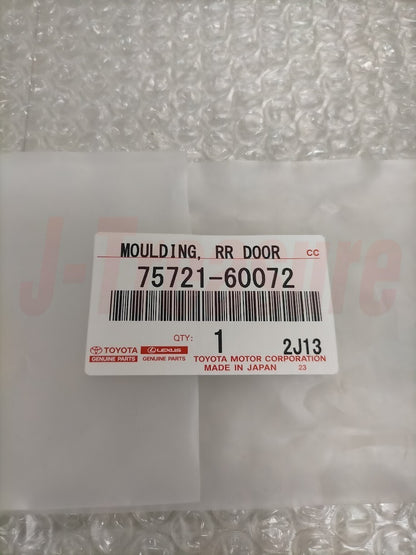 MOULDING, RR DOOR CC
75721-60072
QTY: 1 2J13
TOYOTA GENUINE PARTS
LEXUS GENUINE PARTS
TOYOTA MOTOR CORPORATION
MADE IN JAPAN 23